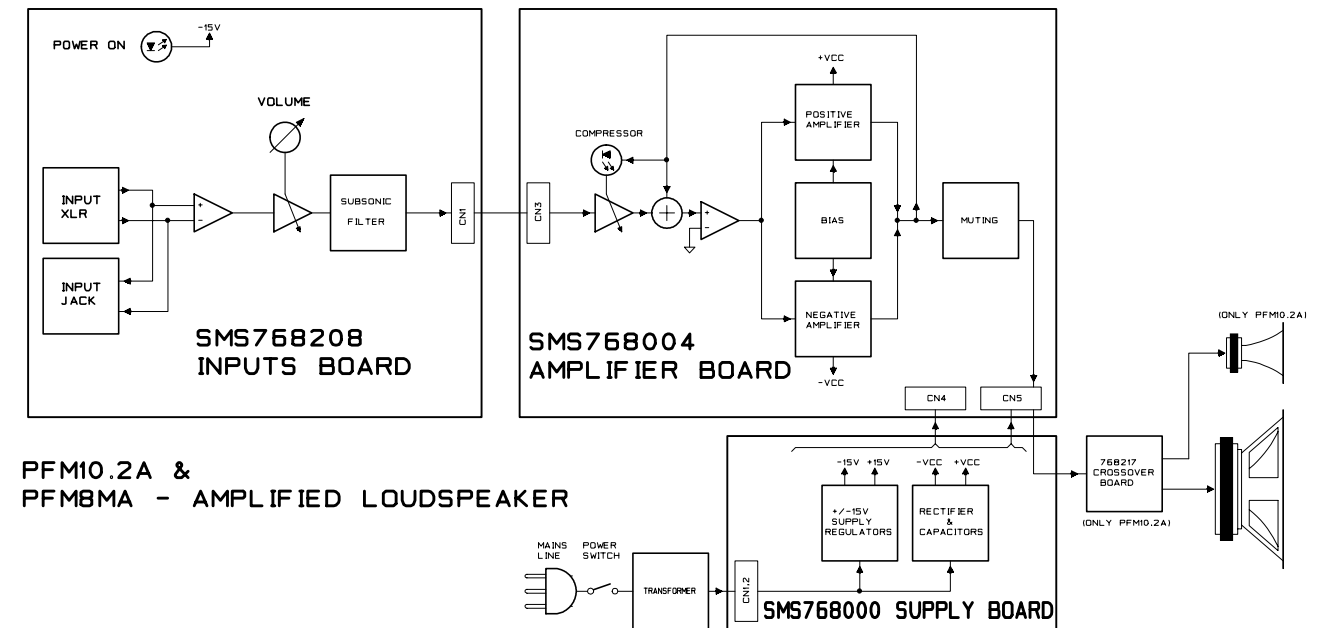 POWER ON
-15V
VOLUME
INPUT
XLR
+
-
SUBSONIC
FILTER
CN1
INPUT
JACK
SMS768208
INPUTS BOARD
CN3
COMPRESSOR
+
+
-
+VCC
POSITIVE
AMPLIFIER
BIAS
NEGATIVE
AMPLIFIER
-VCC
MUTING
SMS768004
AMPLIFIER BOARD
CN4
CN5
(ONLY PFM10.2A)
768217
CROSSOVER
BOARD
(ONLY PFM10.2A)
PFM10.2A &
PFM8MA - AMPLIFIED LOUDSPEAKER
-15V +15V
-VCC +VCC
+/-15V
SUPPLY
REGULATORS
RECTIFIER
&
CAPACITORS
MAINS
LINE
POWER
SWITCH
TRANSFORMER
CN1,2
SMS768000 SUPPLY BOARD